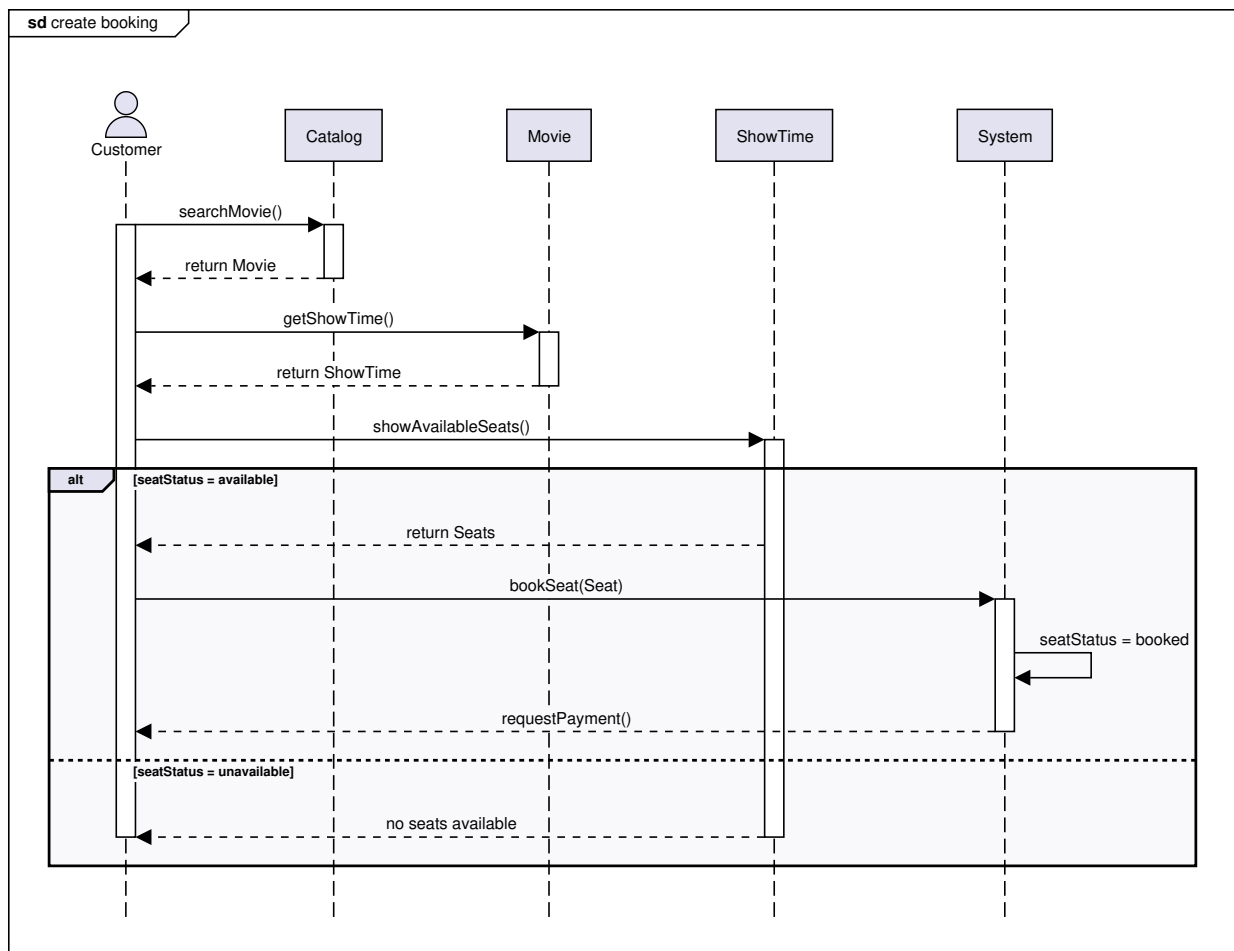 sd create booking
Customer
Catalog
Movie
ShowTime
System
searchMovie()
return Movie
getShowTime()
return ShowTime
showAvailableSeats()
alt
[seatStatus = available]
return Seats
bookSeat(Seat)
seatStatus = booked
requestPayment()
[seatStatus = unavailable]
no seats available